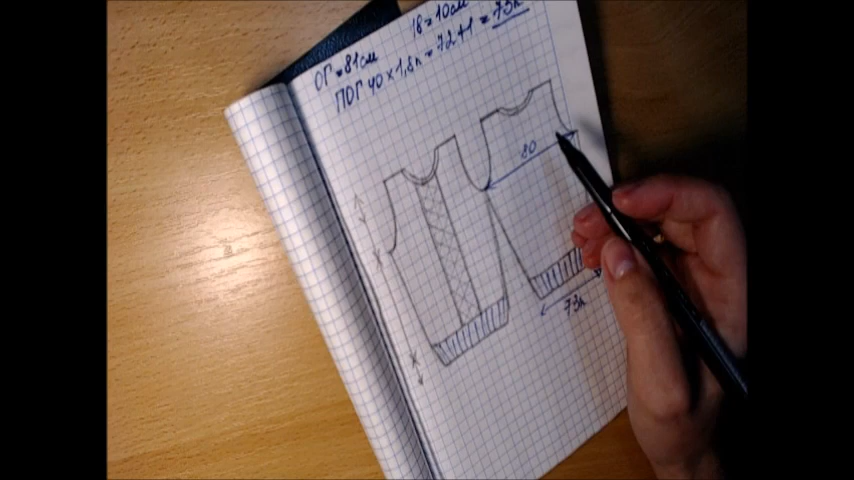 18 = 10см
ОГ = 81см
ПОГ 40 × 1,8п = 72+1 = 73п
80
73п